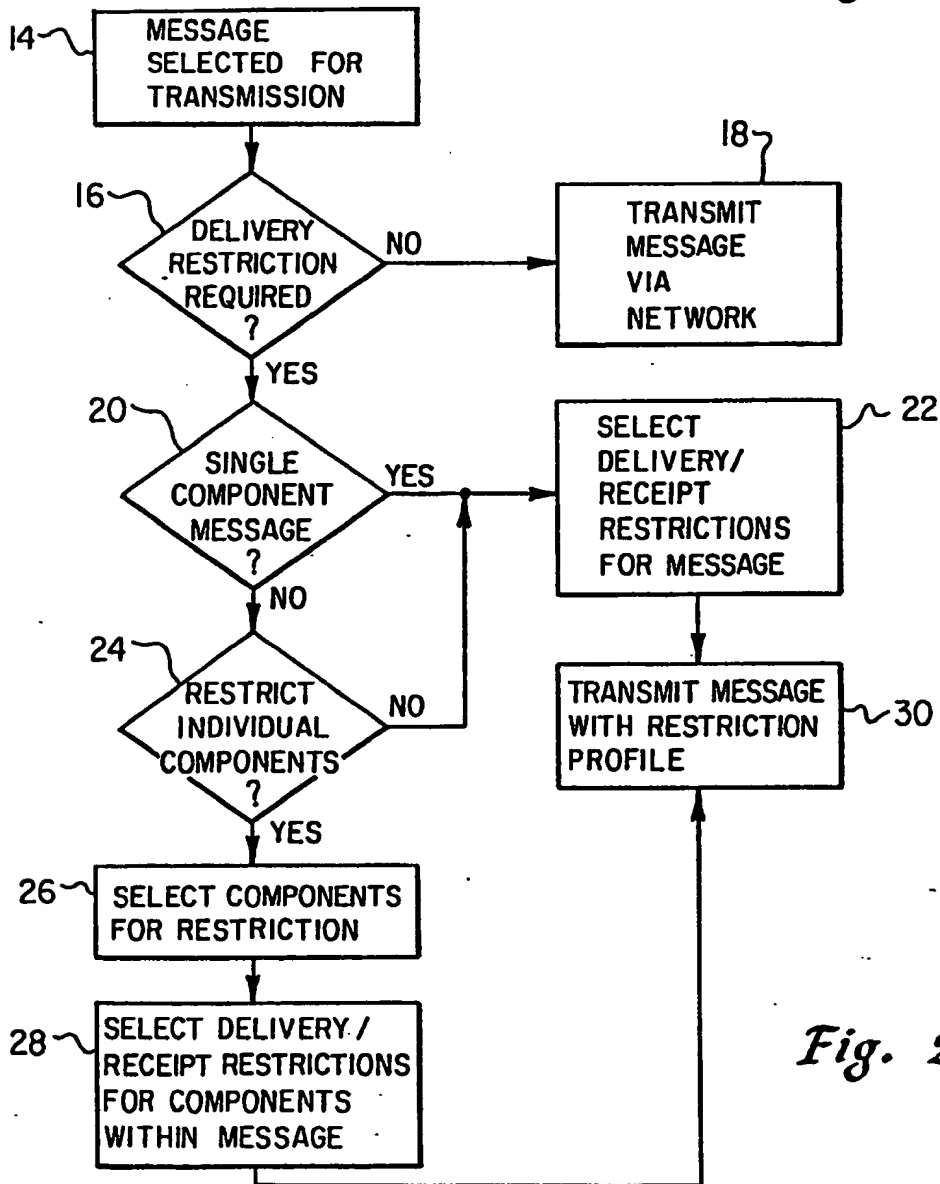 14
MESSAGE
SELECTED FOR
TRANSMISSION
16
DELIVERY
RESTRICTION
REQUIRED
?
NO
18
TRANSMIT
MESSAGE
VIA
NETWORK
YES
20
SINGLE
COMPONENT
MESSAGE
?
YES
22
SELECT
DELIVERY/
RECEIPT
RESTRICTIONS
FOR MESSAGE
NO
24
RESTRICT
INDIVIDUAL
COMPONENTS
?
NO
TRANSMIT MESSAGE
WITH RESTRICTION
PROFILE
30
YES
26
SELECT COMPONENTS
FOR RESTRICTION
28
SELECT DELIVERY/
RECEIPT RESTRICTIONS
FOR COMPONENTS
WITHIN MESSAGE
Fig. 2